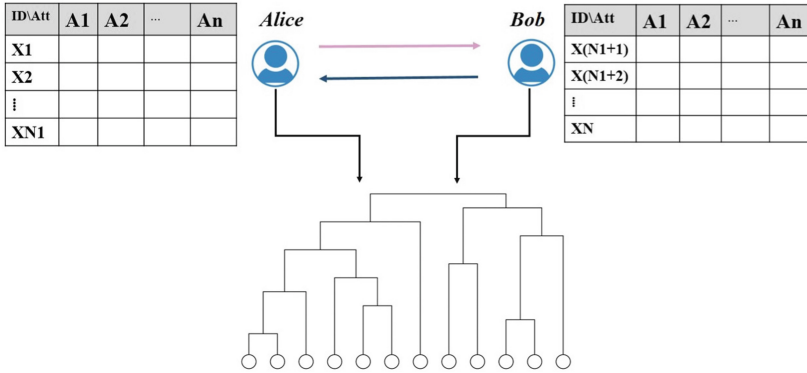 ID\Att A1 A2 ... An
X1
X2
⁞
XN1
Alice
Bob
ID\Att A1 A2 ... An
X(N1+1)
X(N1+2)
⁞
XN